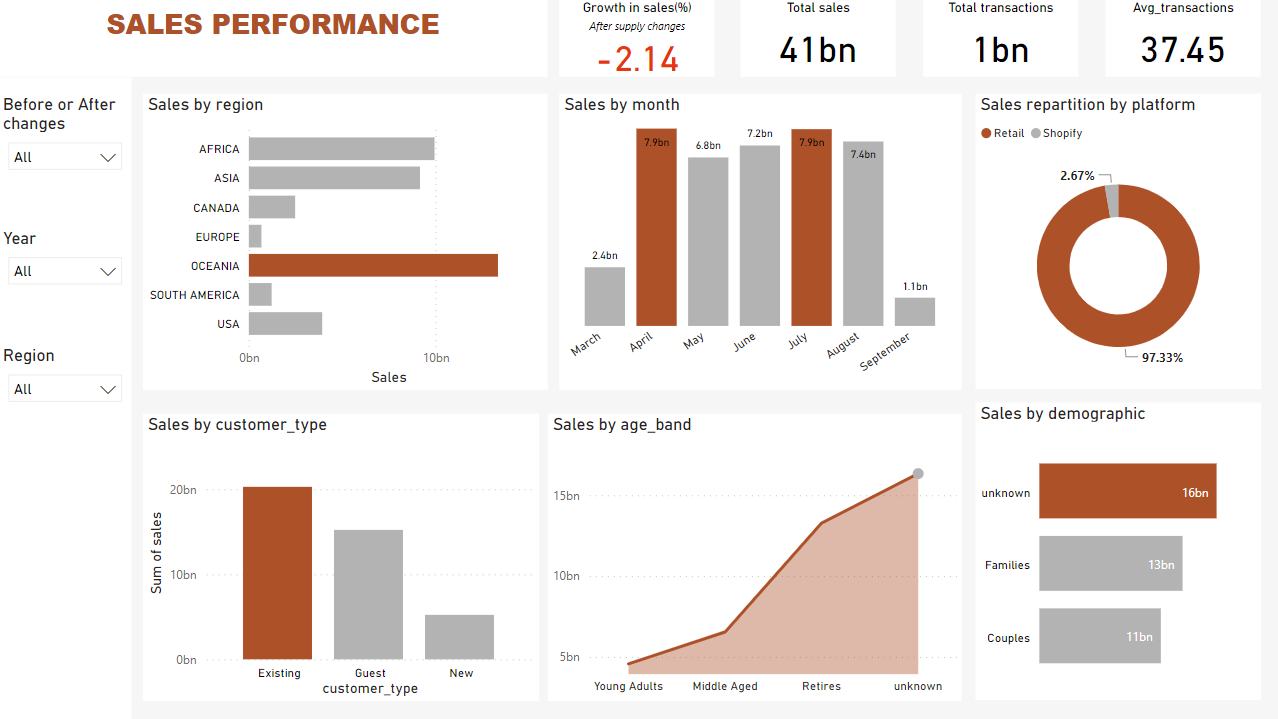 SALES PERFORMANCE
Growth in sales(%)
After supply changes
-2.14
Total sales
41bn
Total transactions
1bn
Avg_transactions
37.45
Before or After
changes
All
Year
All
Region
All
Sales by region
AFRICA
ASIA
CANADA
EUROPE
OCEANIA
SOUTH AMERICA
USA
0bn 10bn
Sales
Sales by month
7.9bn
6.8bn
7.2bn
7.9bn
7.4bn
2.4bn
1.1bn
March April May June July August September
Sales repartition by platform
Retail Shopify
2.67%
97.33%
Sales by customer_type
Sum of sales
20bn
10bn
0bn
Existing Guest New
customer_type
Sales by age_band
15bn
10bn
5bn
Young Adults Middle Aged Retires unknown
Sales by demographic
unknown 16bn
Families 13bn
Couples 11bn